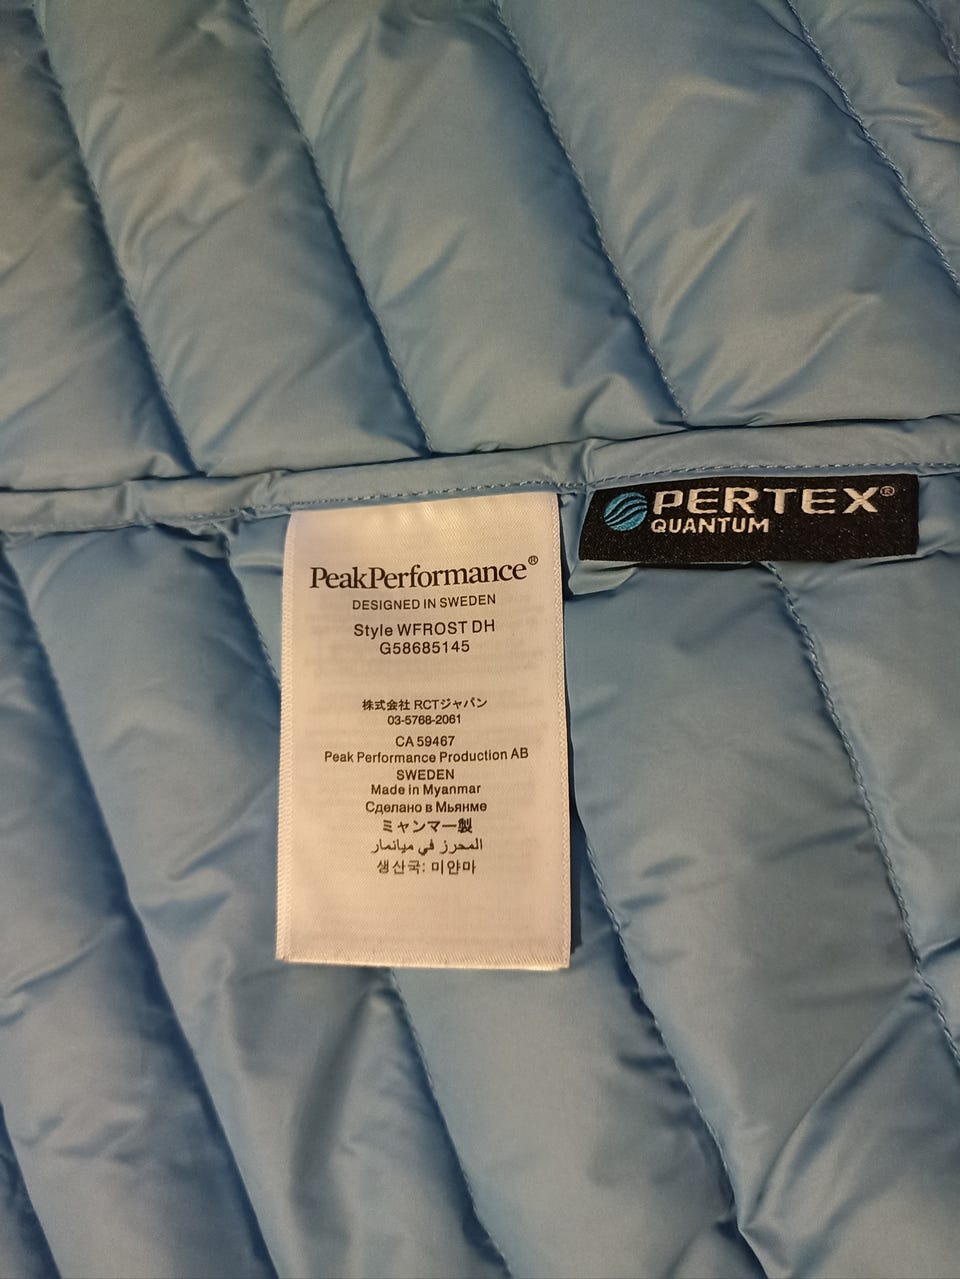 PERTEX®
QUANTUM
PeakPerformance®
DESIGNED IN SWEDEN
Style WFROST DH
G58685145
株式会社 RCTジャパン
03-5768-2061
CA 59467
Peak Performance Production AB
SWEDEN
Made in Myanmar
Сделано в Мьянме
ミャンマー製
المحرز في ميانمار
생산국: 미얀마